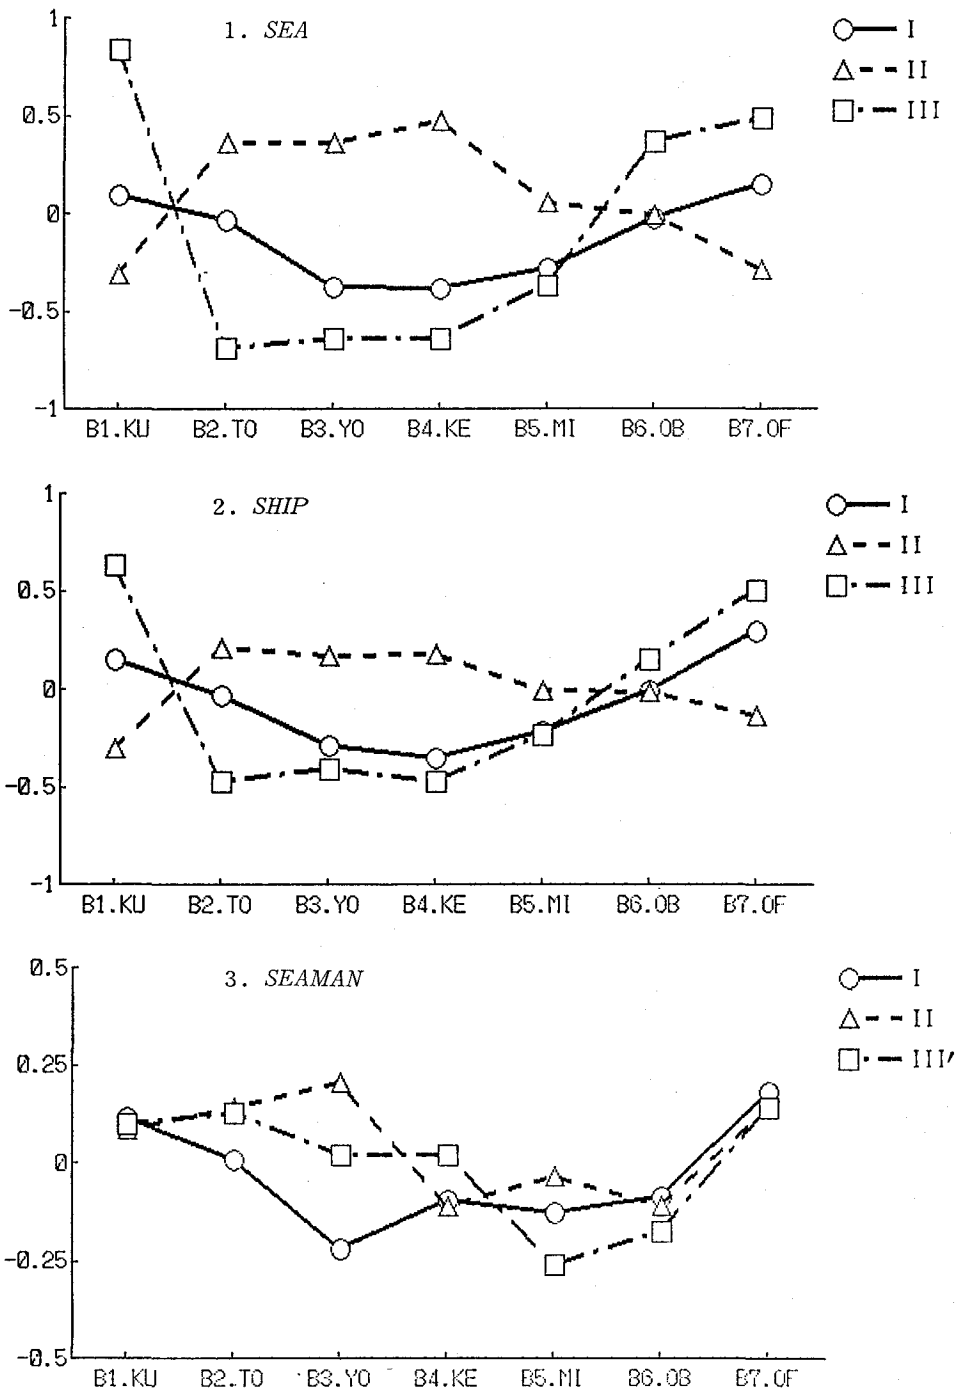 1
1. SEA
I
II
III
0.5
0
-0.5
-1
B1.KU B2.TO B3.YO B4.KE B5.MI B6.OB B7.OF
1
2. SHIP
I
II
III
0.5
0
-0.5
-1
B1.KU B2.TO B3.YO B4.KE B5.MI B6.OB B7.OF
0.5
3. SEAMAN
I
II
III′
0.25
0
-0.25
-0.5
B1.KU B2.TO B3.YO B4.KE B5.MI B6.OB B7.OF